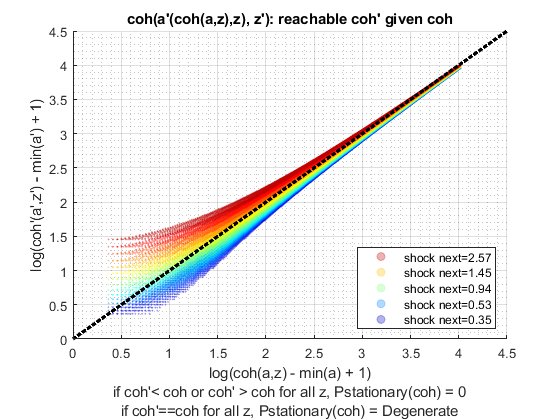 coh(a'(coh(a,z),z), z'): reachable coh' given coh
log(coh'(a',z') - min(a') + 1)
4.5
4
3.5
3
2.5
2
1.5
1
0.5
0
shock next=2.57
shock next=1.45
shock next=0.94
shock next=0.53
shock next=0.35
0 0.5 1 1.5 2 2.5 3 3.5 4 4.5
log(coh(a,z) - min(a) + 1)
if coh'< coh or coh' > coh for all z, Pstationary(coh) = 0
if coh'==coh for all z, Pstationary(coh) = Degenerate